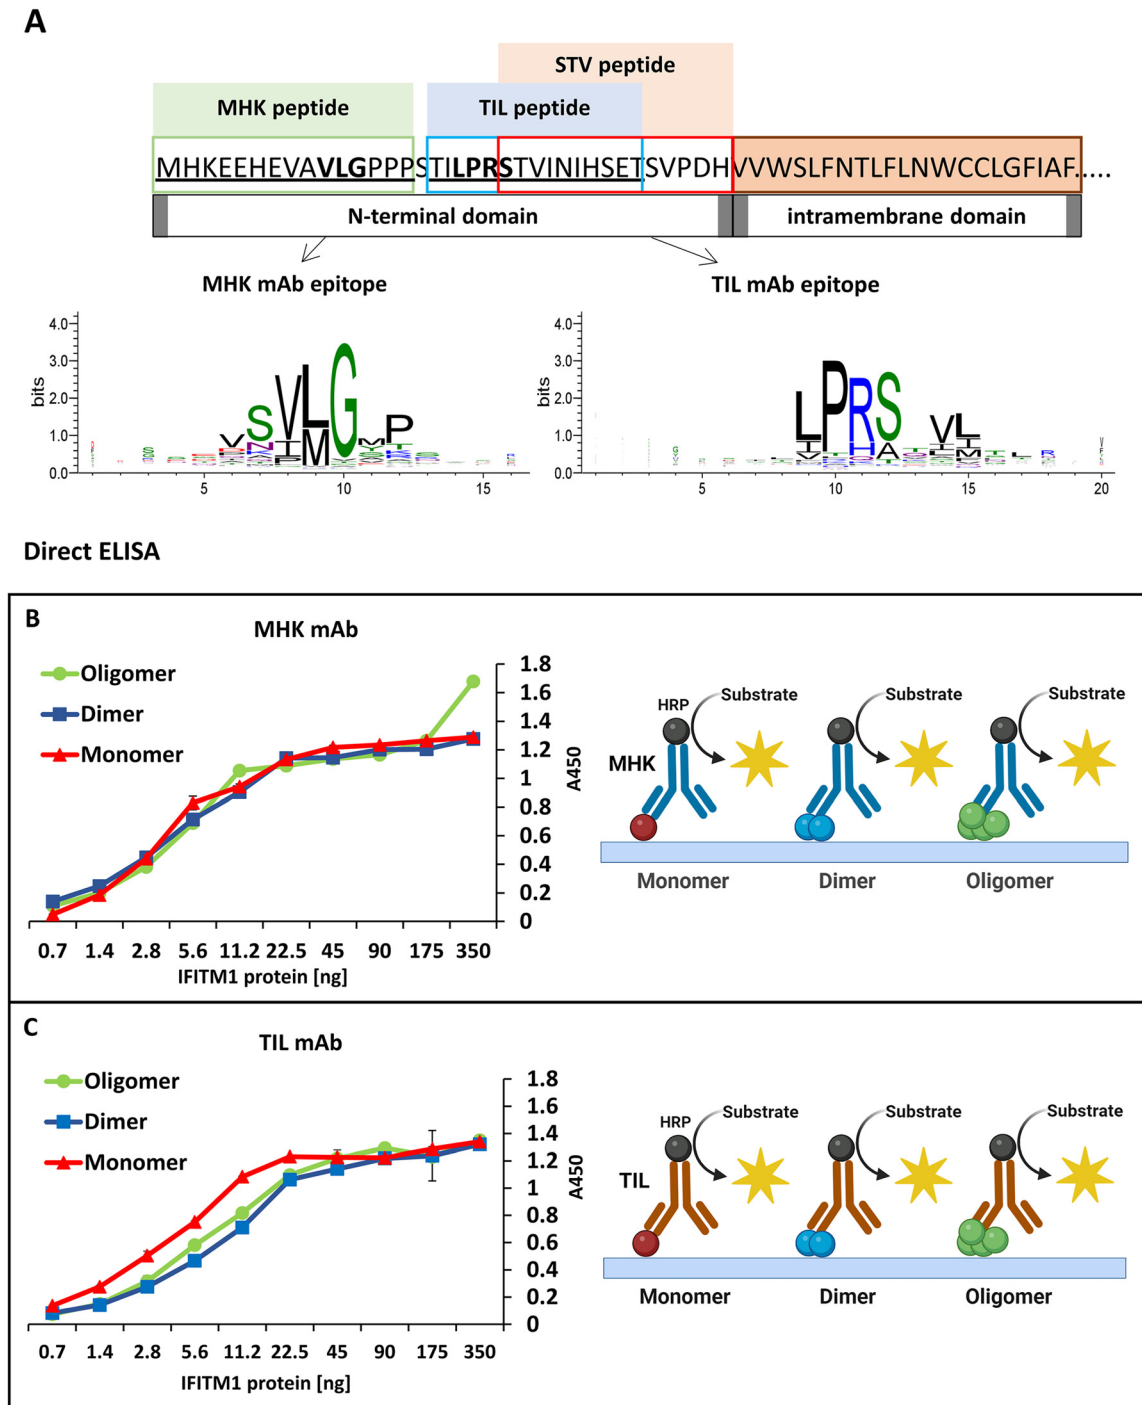 A
STV peptide
MHK peptide
TIL peptide
MHKEEHEVAVLGPPPSTILPRSTVINIHSETSVPDHVVWSLFNTLFLNWCCLGFIAF.....
N-terminal domain
intramembrane domain
MHK mAb epitope
TIL mAb epitope
4.0
3.0
2.0
1.0
0.0
bits
5
10
15
4.0
3.0
2.0
1.0
0.0
bits
5
10
15
20
Direct ELISA
B
MHK mAb
Oligomer
Dimer
Monomer
1.8
1.6
1.4
1.2
1
0.8
0.6
0.4
0.2
0
A450
0.7 1.4 2.8 5.6 11.2 22.5 45 90 175 350
IFITM1 protein [ng]
HRP
Substrate
Substrate
Substrate
MHK
Monomer
Dimer
Oligomer
C
TIL mAb
Oligomer
Dimer
Monomer
1.8
1.6
1.4
1.2
1
0.8
0.6
0.4
0.2
0
A450
0.7 1.4 2.8 5.6 11.2 22.5 45 90 175 350
IFITM1 protein [ng]
HRP
Substrate
Substrate
Substrate
TIL
Monomer
Dimer
Oligomer